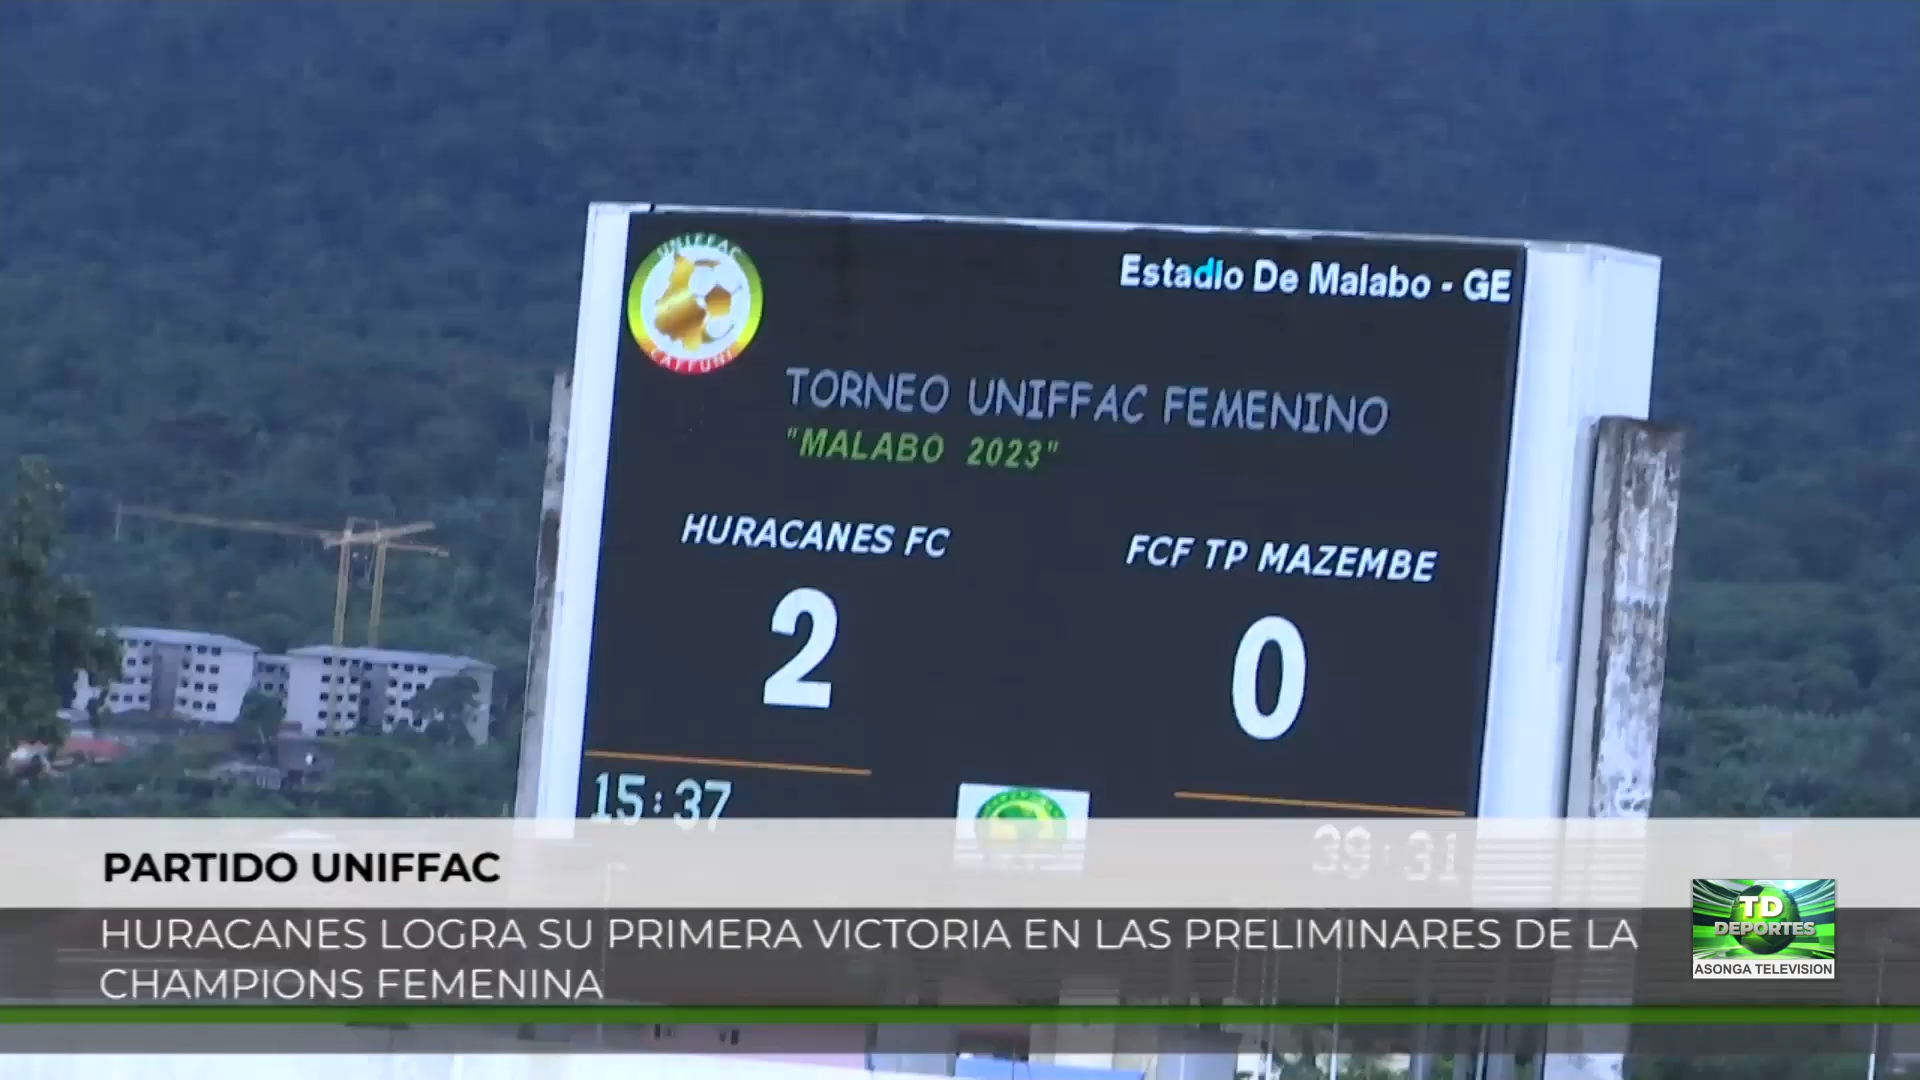 UNIFFAC
Estadio De Malabo - GE
TORNEO UNIFFAC FEMENINO
"MALABO 2023"
HURACANES FC
FCF TP MAZEMBE
2
0
15:37
39:31
PARTIDO UNIFFAC
HURACANES LOGRA SU PRIMERA VICTORIA EN LAS PRELIMINARES DE LA
CHAMPIONS FEMENINA
TD
DEPORTES
ASONGA TELEVISION